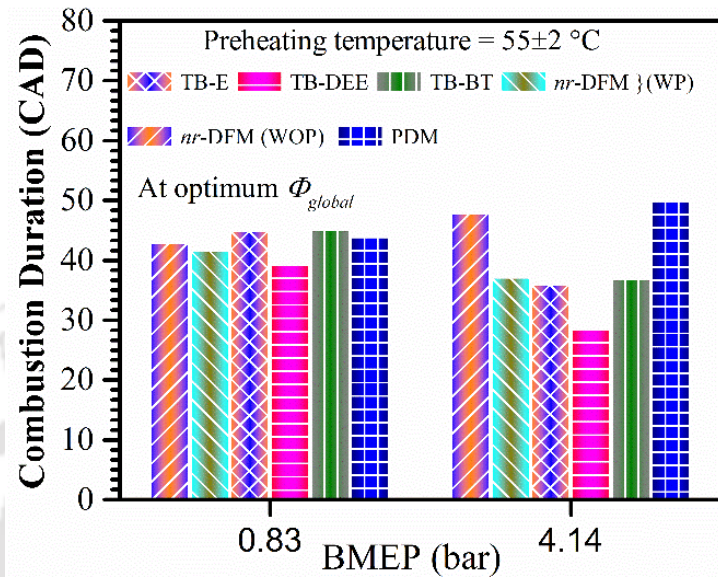 Combustion Duration (CAD)
80
70
60
50
40
30
20
10
0
Preheating temperature = 55±2 °C
TB-E TB-DEE TB-BT nr-DFM }(WP)
nr-DFM (WOP) PDM
At optimum Φglobal
0.83 4.14
BMEP (bar)